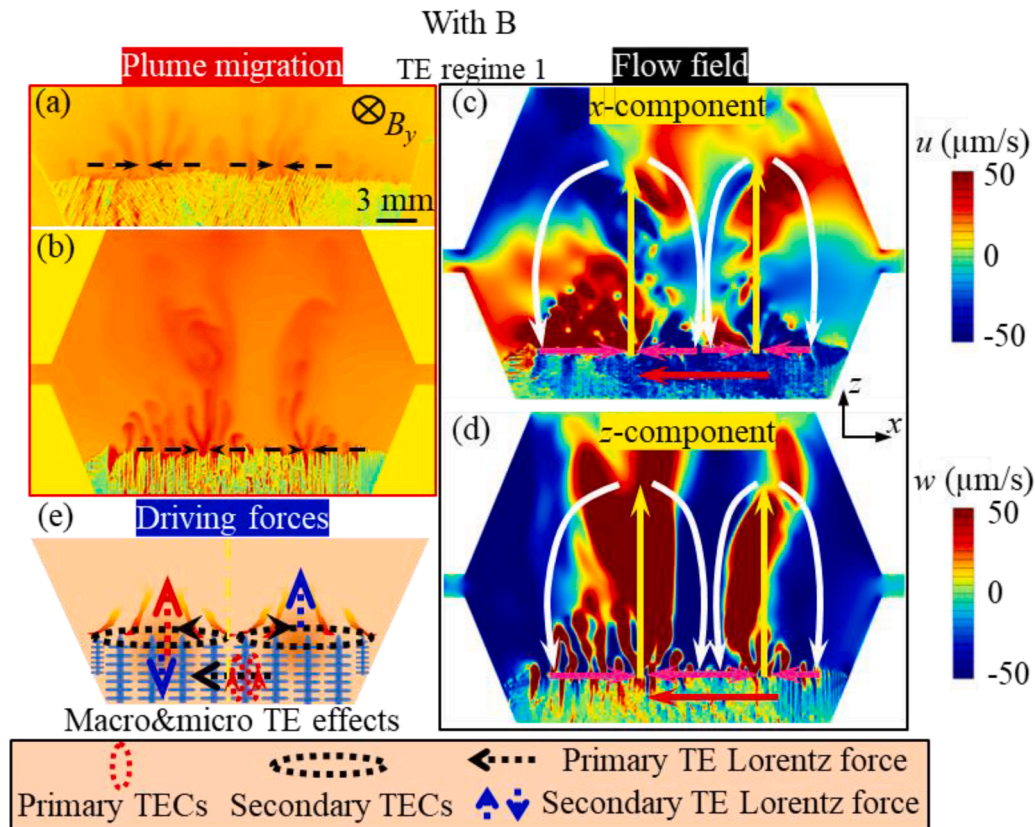 With B
Plume migration
TE regime 1
Flow field
(a)
B_y
3 mm
(b)
(c)
x-component
u (μm/s)
50
0
-50
z
x
(d)
z-component
w (μm/s)
50
0
-50
(e)
Driving forces
Macro&micro TE effects
Primary TE Lorentz force
Primary TECs
Secondary TECs
Secondary TE Lorentz force